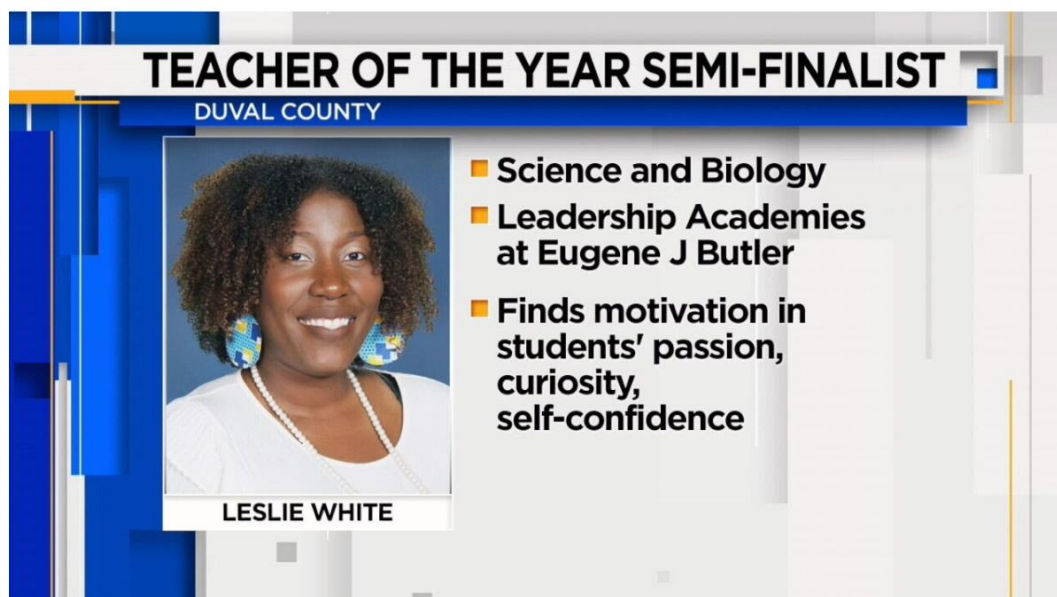 TEACHER OF THE YEAR SEMI-FINALIST
DUVAL COUNTY
Science and Biology
Leadership Academies
at Eugene J Butler
Finds motivation in
students' passion,
curiosity,
self-confidence
LESLIE WHITE